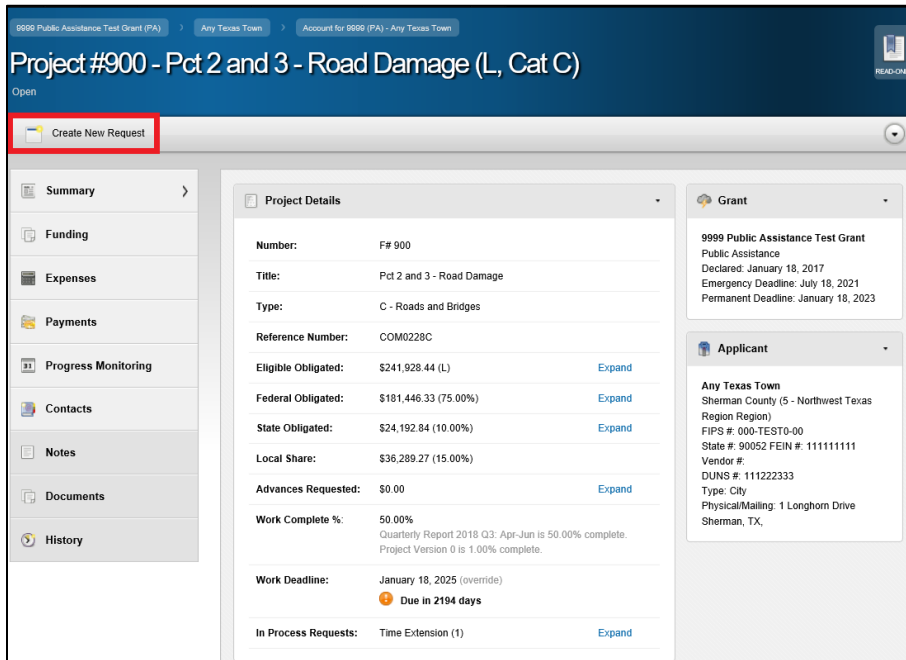 9999 Public Assistance Test Grant (PA) Any Texas Town Account for 9999 (PA) - Any Texas Town
Project #900 - Pct 2 and 3 - Road Damage (L, Cat C)
Open
READ-ON
Create New Request
Summary
Funding
Expenses
Payments
31 Progress Monitoring
Contacts
Notes
Documents
History
Project Details
Number: F# 900
Title: Pct 2 and 3 - Road Damage
Type: C - Roads and Bridges
Reference Number: COM0228C
Eligible Obligated: $241,928.44 (L) Expand
Federal Obligated: $181,446.33 (75.00%) Expand
State Obligated: $24,192.84 (10.00%) Expand
Local Share: $36,289.27 (15.00%)
Advances Requested: $0.00 Expand
Work Complete %: 50.00%
Quarterly Report 2018 Q3: Apr-Jun is 50.00% complete.
Project Version 0 is 1.00% complete.
Work Deadline: January 18, 2025 (override)
Due in 2194 days
In Process Requests: Time Extension (1) Expand
Grant
9999 Public Assistance Test Grant
Public Assistance
Declared: January 18, 2017
Emergency Deadline: July 18, 2021
Permanent Deadline: January 18, 2023
Applicant
Any Texas Town
Sherman County (5 - Northwest Texas
Region Region)
FIPS #: 000-TEST0-00
State #: 90052 FEIN #: 111111111
Vendor #:
DUNS #: 111222333
Type: City
Physical/Mailing: 1 Longhorn Drive
Sherman, TX,